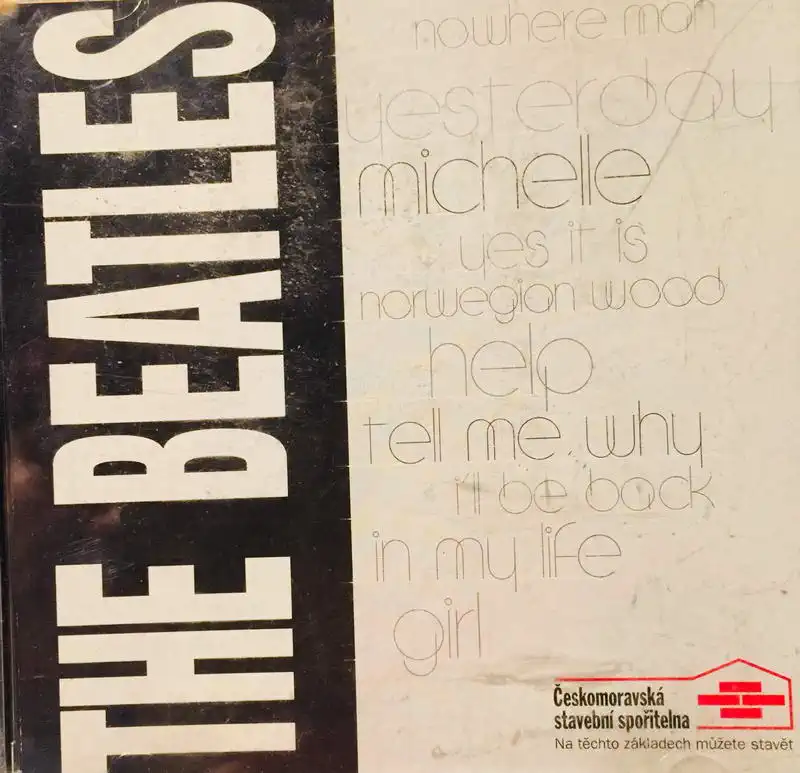 THE BEATLES
nowhere man
yesterday
michelle
yes it is
norwegian wood
help
tell me why
i'll be back
in my life
girl
Českomoravská
stavební spořitelna
Na těchto základech můžete stavět